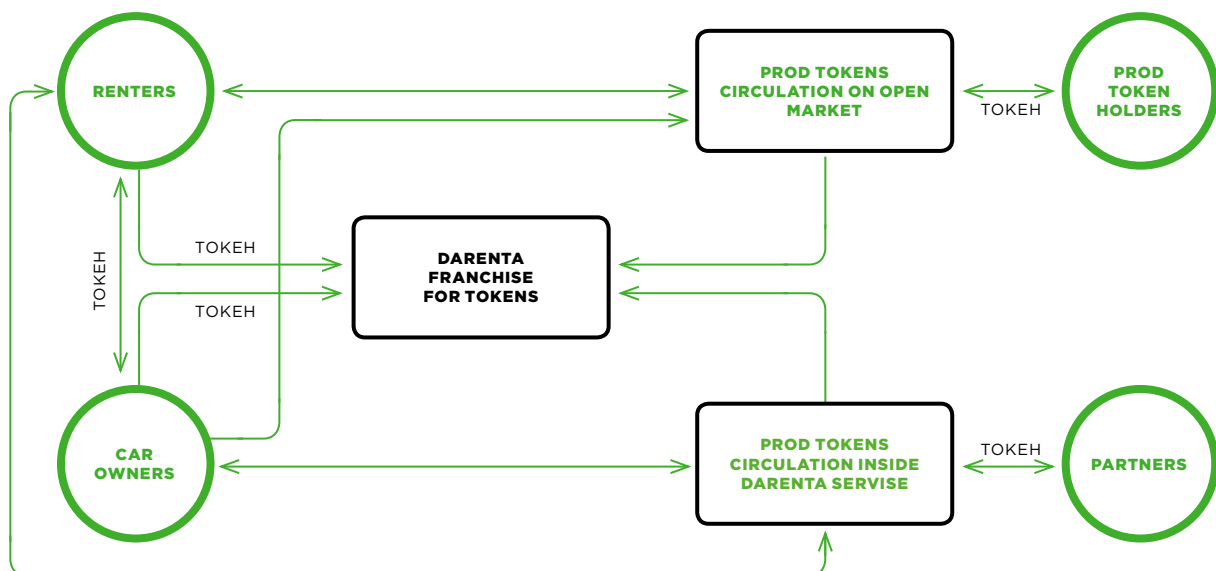 RENTERS
PROD TOKENS
CIRCULATION ON OPEN
MARKET
TOKEH
PROD
TOKEN
HOLDERS
TOKEH
TOKEH
DARENTA
FRANCHISE
FOR TOKENS
TOKEH
CAR
OWNERS
PROD TOKENS
CIRCULATION INSIDE
DARENTA SERVISE
TOKEH
PARTNERS